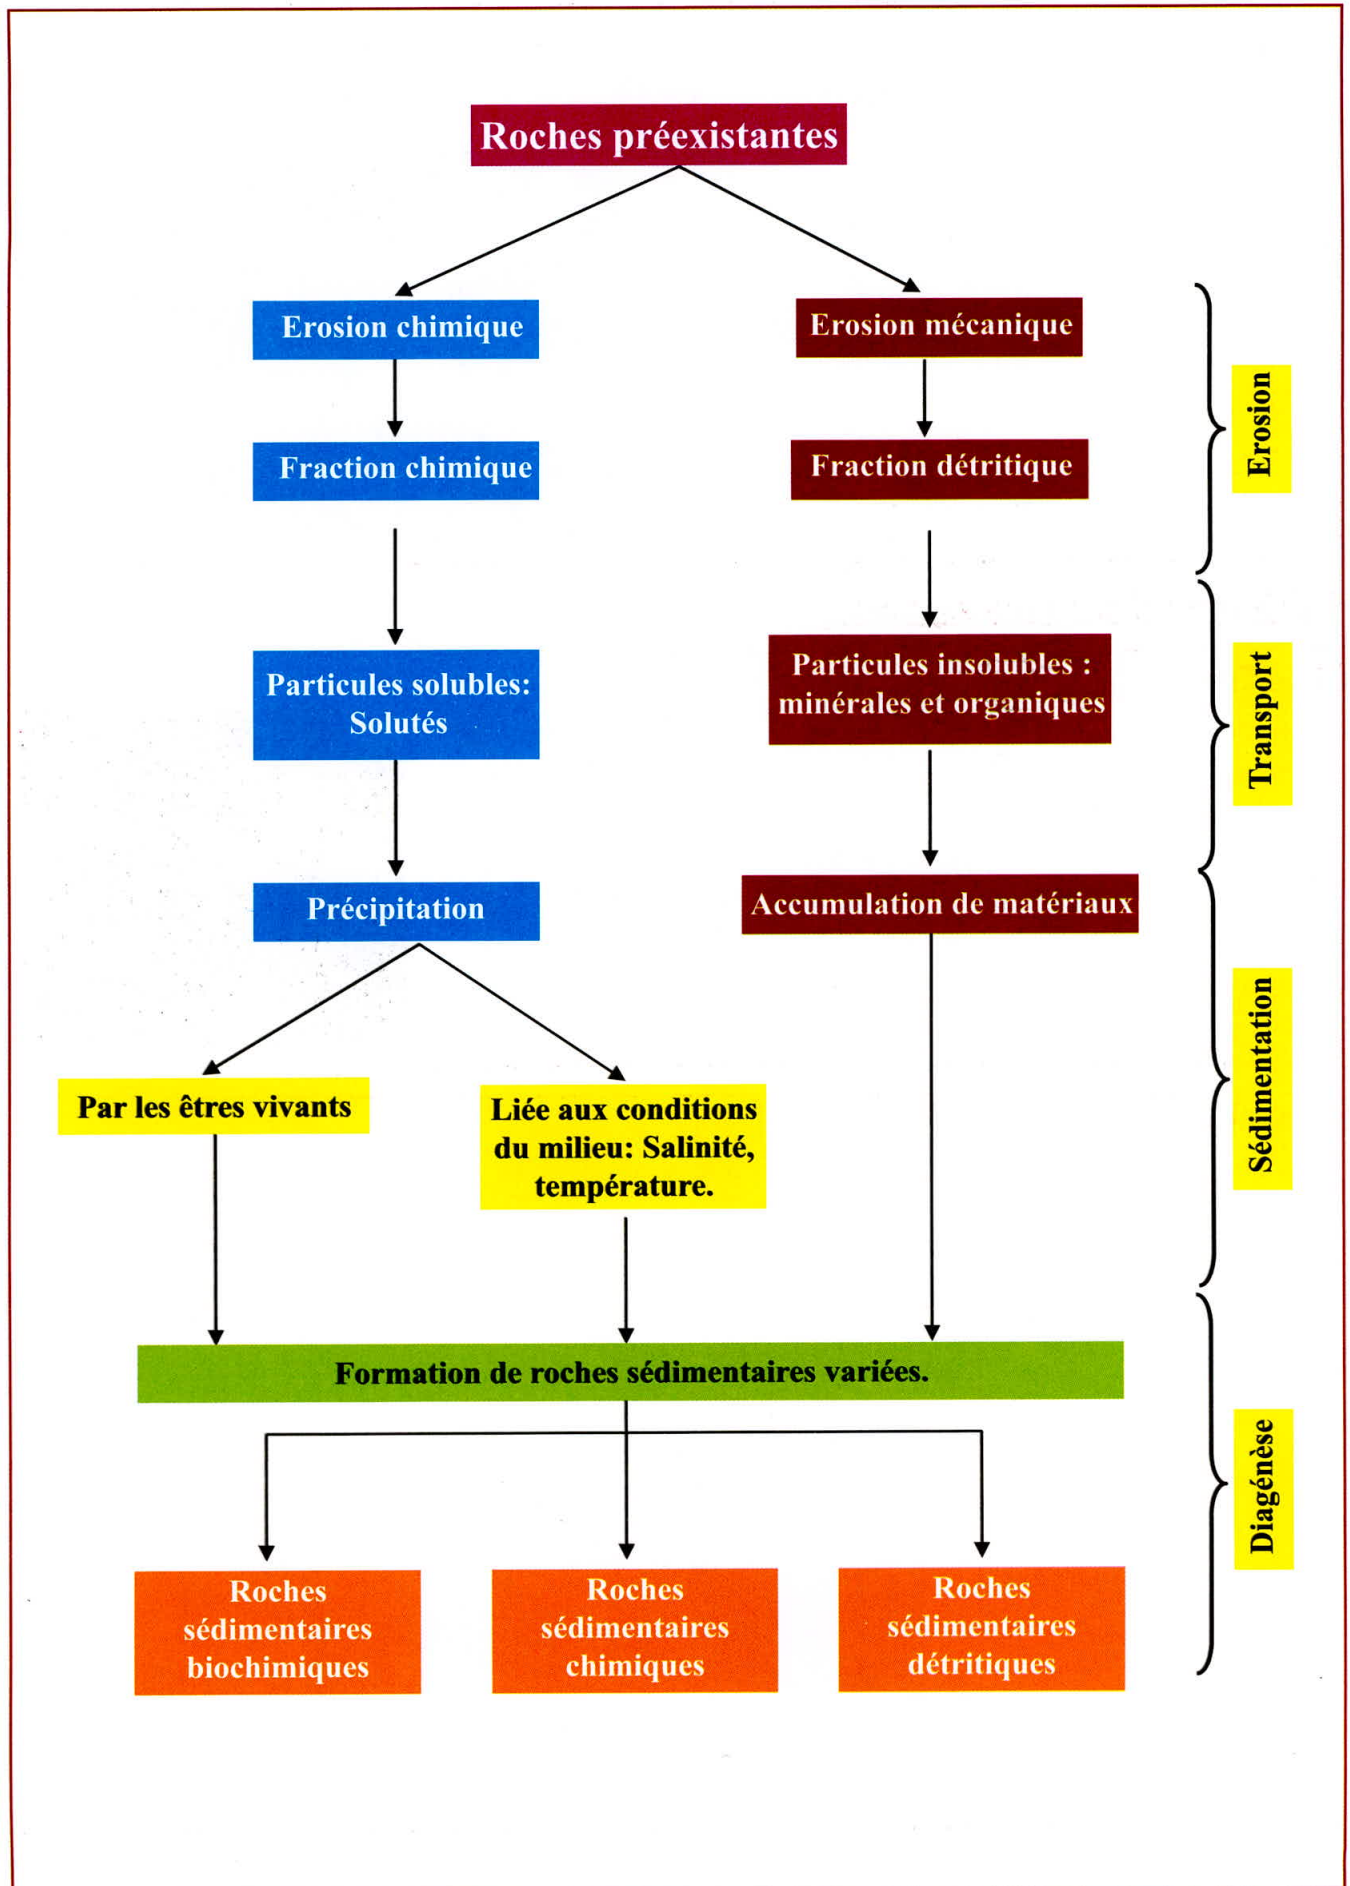 Roches préexistantes
Erosion chimique
Erosion mécanique
Fraction chimique
Fraction détritique
Erosion
Particules solubles:
Solutés
Particules insolubles :
minérales et organiques
Transport
Précipitation
Accumulation de matériaux
Par les êtres vivants
Liée aux conditions
du milieu: Salinité,
température.
Sédimentation
Formation de roches sédimentaires variées.
Roches
sédimentaires
biochimiques
Roches
sédimentaires
chimiques
Roches
sédimentaires
détritiques
Diagénèse